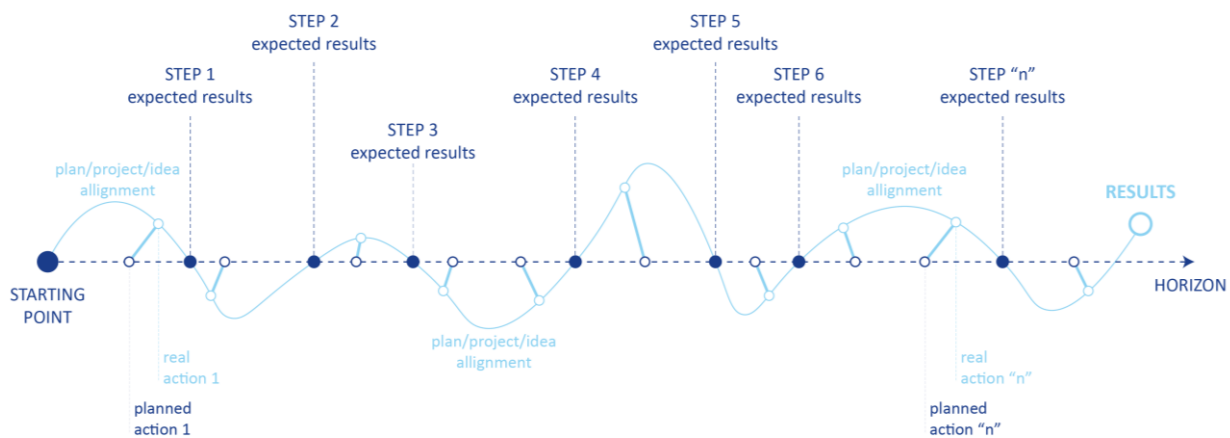 STEP 1
expected results
STEP 2
expected results
STEP 3
expected results
STEP 4
expected results
STEP 5
expected results
STEP 6
expected results
STEP “n”
expected results
plan/project/idea
allignment
plan/project/idea
allignment
plan/project/idea
allignment
RESULTS
STARTING
POINT
HORIZON
real
action 1
planned
action 1
real
action “n”
planned
action “n”